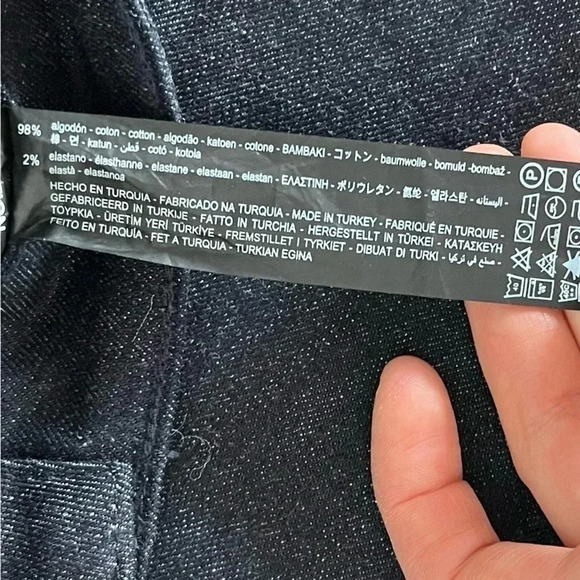 98% algodón - coton - cotton - algodão - katoen - cotone - BAMBAKI - コットン - baumwolle - bomuld - bombaž -
棉 - 면 - katun - قطن - cotó - kotoia
2% elastano - élasthanne - elastane - elastaan - elastan - ΕΛΑΣΤΙΝΗ - ポリウレタン - 氨纶 - 엘라스탄 - اليستانه -
elastà - elastanoa
HECHO EN TURQUIA - FABRICADO NA TURQUIA - MADE IN TURKEY - FABRIQUÉ EN TURQUIE -
GEFABRICEERD IN TURKIJE - FATTO IN TURCHIA - HERGESTELLT IN TÜRKEI - ΚΑΤΑΣΚΕΥΗ
ΤΟΥΡΚΙΑ - ÜRETİM YERİ TÜRKİYE - FREMSTILLET I TYRKIET - DIBUAT DI TURKI - صنع في تركيا -
FEITO EN TURQUÍA - FET A TURQUIA - TURKIAN EGINA
P
40